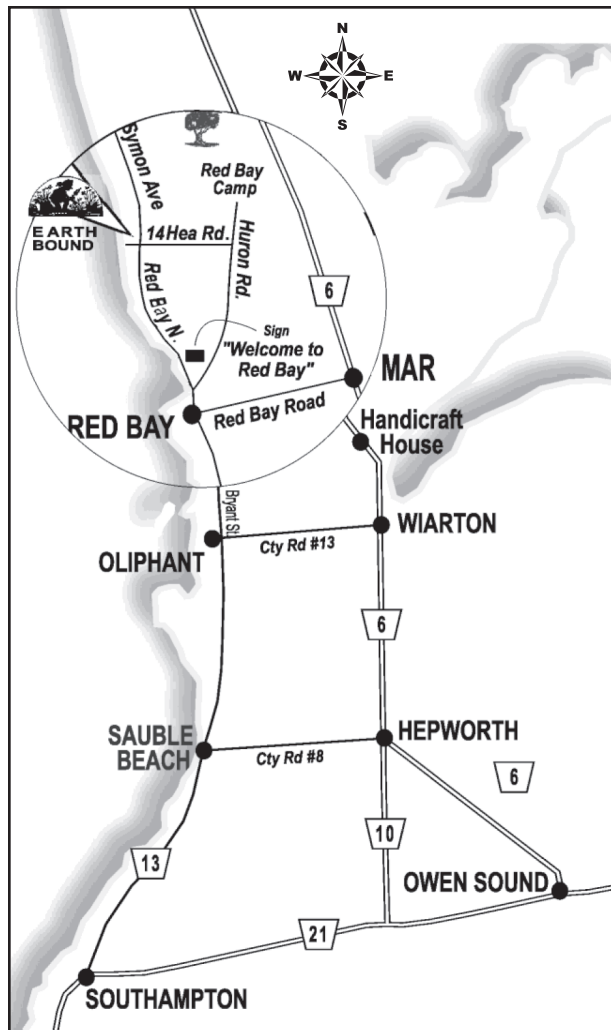 N
W E
S
Symon Ave
Red Bay
Camp
EARTH
BOUND
14Hea Rd.
Huron Rd.
Red Bay N.
6
Sign
"Welcome to
Red Bay"
MAR
RED BAY
Red Bay Road
Handicraft
House
Bryant St.
WIARTON
OLIPHANT
Cty Rd #13
6
SAUBLE
BEACH
HEPWORTH
Cty Rd #8
6
13
10
OWEN SOUND
21
SOUTHAMPTON